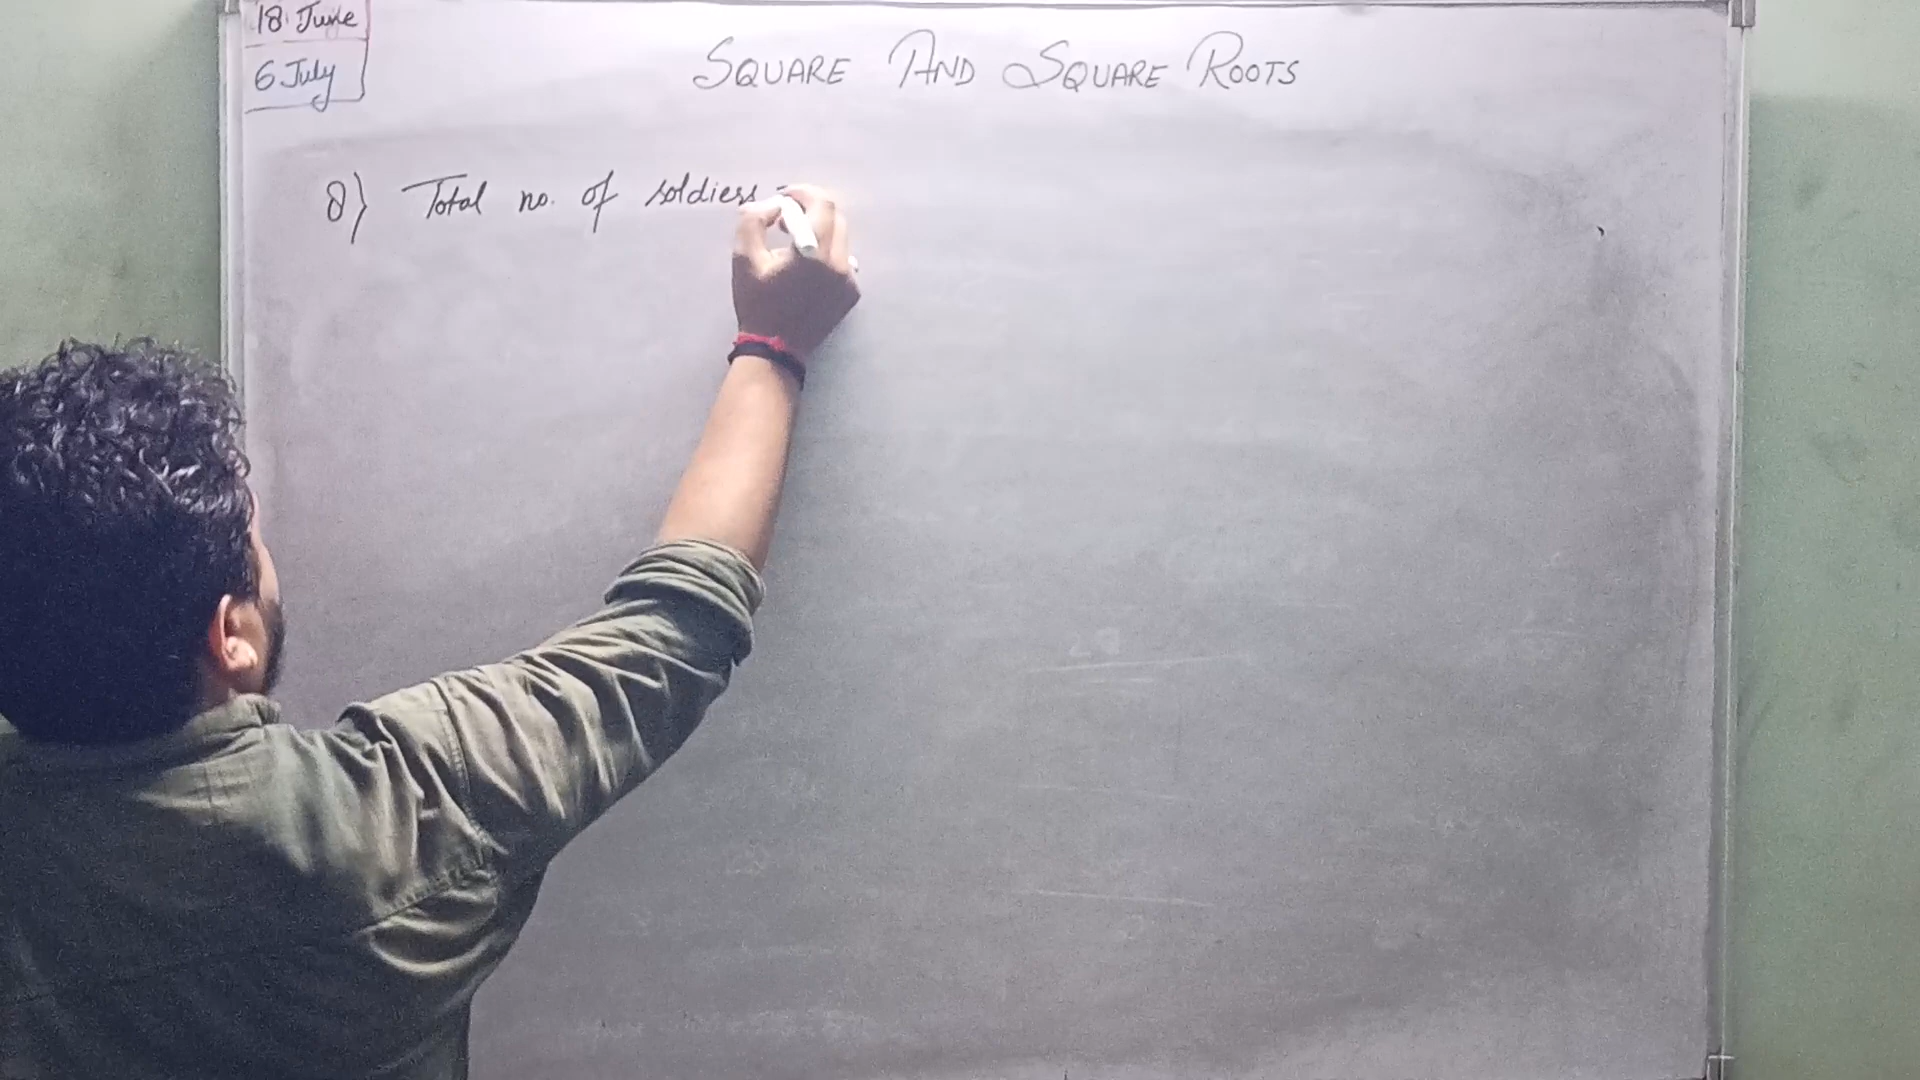 18 June
6 July
SQUARE AND SQUARE ROOTS
8) Total no. of soldiers =